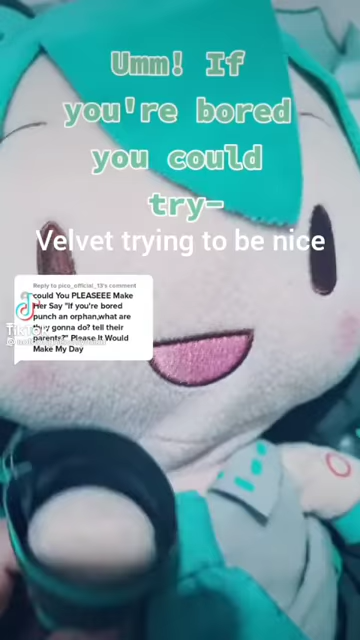 Umm! If
you're bored
you could
try-
Velvet trying to be nice
Reply to pico_official_13's comment
could You PLEASEEE Make
Her Say "If you're bored
punch an orphan,what are
they gonna do? tell their
parents?" Please It Would
Make My Day
TikTok